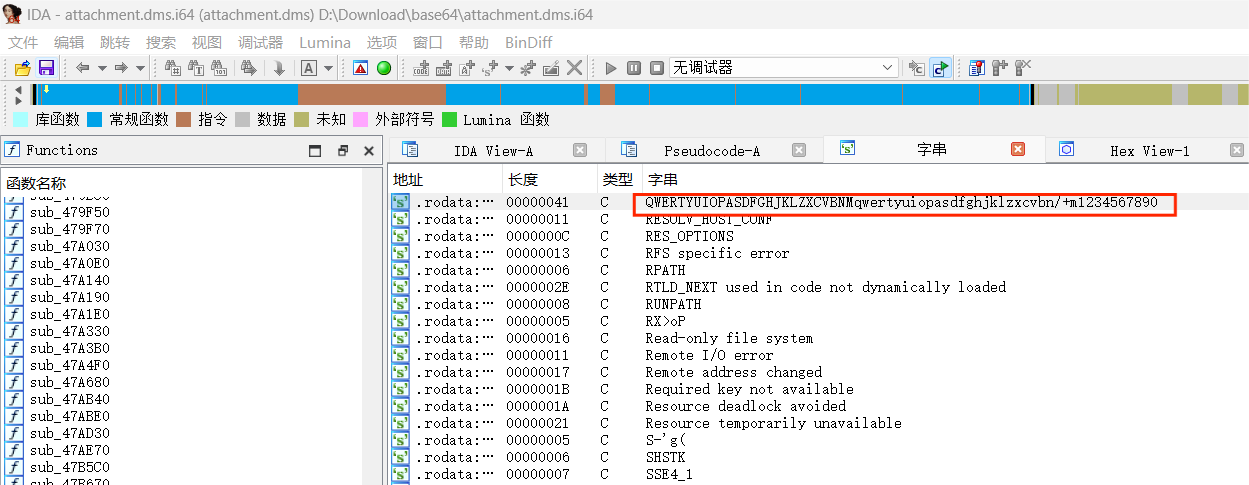 IDA - attachment.dms.i64 (attachment.dms) D:\Download\base64\attachment.dms.i64
文件 编辑 跳转 搜索 视图 调试器 Lumina 选项 窗口 帮助 BinDiff
无调试器
库函数 常规函数 指令 数据 未知 外部符号 Lumina 函数
Functions
IDA View-A Pseudocode-A 字串 Hex View-1
函数名称
sub_479F50
sub_479F70
sub_47A030
sub_47A0E0
sub_47A140
sub_47A190
sub_47A1E0
sub_47A330
sub_47A3B0
sub_47A4F0
sub_47A680
sub_47AB40
sub_47ABE0
sub_47AD30
sub_47AE70
sub_47B5C0
sub_47B670
地址 长度 类型 字串
.rodata:… 00000041 C QWERTYUIOPASDFGHJKLZXCVBNMqwertyuiopasdfghjklzxcvbn/+m1234567890
.rodata:… 00000011 C RESOLV_HOST_CONF
.rodata:… 0000000C C RES_OPTIONS
.rodata:… 00000013 C RFS specific error
.rodata:… 00000006 C RPATH
.rodata:… 0000002E C RTLD_NEXT used in code not dynamically loaded
.rodata:… 00000008 C RUNPATH
.rodata:… 00000005 C RX>oP
.rodata:… 00000016 C Read-only file system
.rodata:… 00000011 C Remote I/O error
.rodata:… 00000017 C Remote address changed
.rodata:… 0000001B C Required key not available
.rodata:… 0000001A C Resource deadlock avoided
.rodata:… 00000021 C Resource temporarily unavailable
.rodata:… 00000005 C S-'g(
.rodata:… 00000006 C SHSTK
.rodata:… 00000007 C SSE4_1